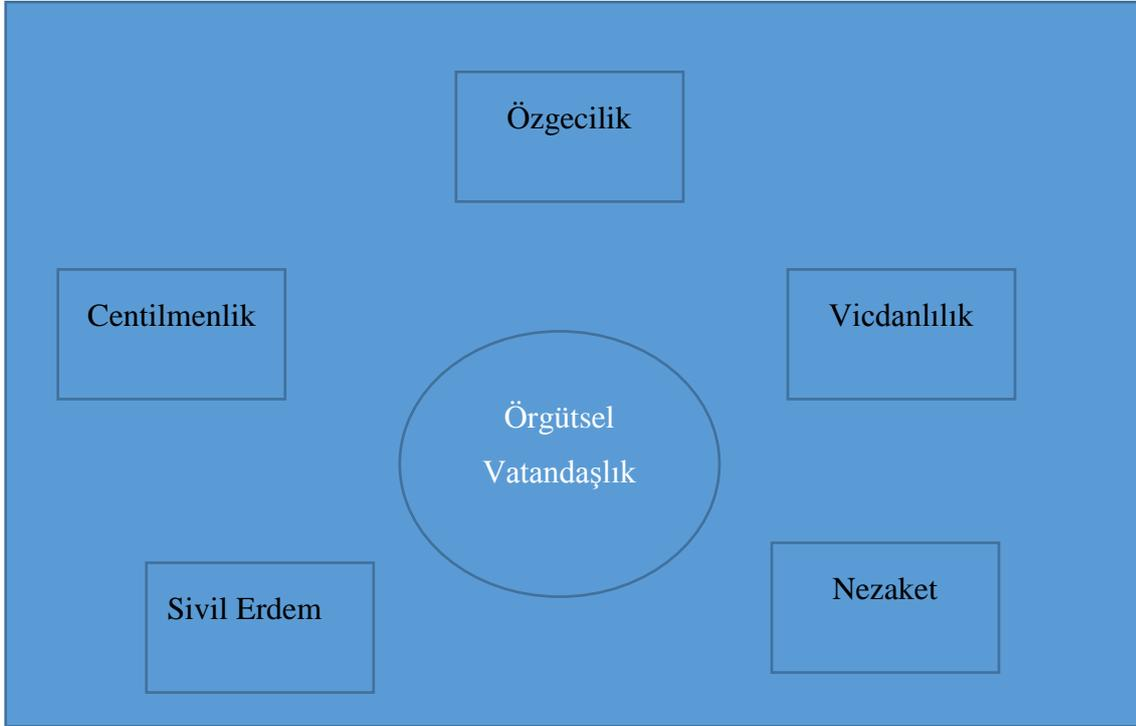 Özgecilik
Centilmenlik
Vicdanlılık
Örgütsel
Vatandaşlık
Sivil Erdem
Nezaket